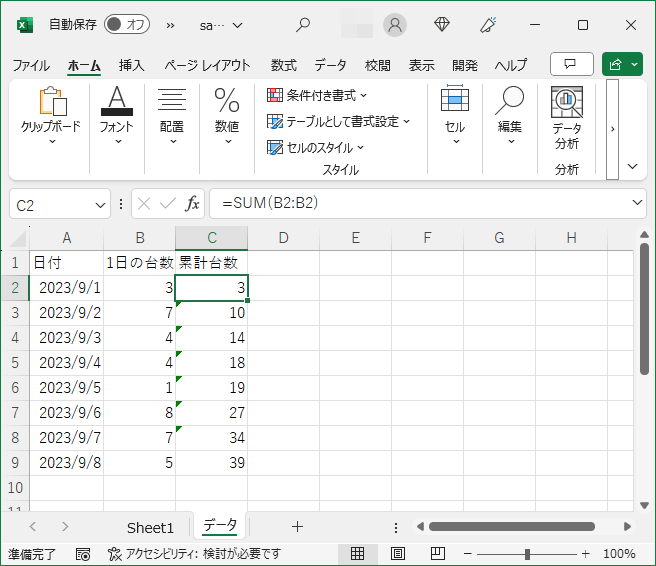 自動保存 オフ » sa…
ファイル ホーム 挿入 ページ レイアウト 数式 データ 校閲 表示 開発 ヘルプ
クリップボード フォント 配置 数値 条件付き書式 テーブルとして書式設定 セルのスタイル スタイル セル 編集 データ 分析 分析
C2 fx =SUM(B2:B2)
A B C D E F G H
1 日付 1日の台数 累計台数
2 2023/9/1 3 3
3 2023/9/2 7 10
4 2023/9/3 4 14
5 2023/9/4 4 18
6 2023/9/5 1 19
7 2023/9/6 8 27
8 2023/9/7 7 34
9 2023/9/8 5 39
10
11
Sheet1 データ +
準備完了 アクセシビリティ: 検討が必要です − + 100%